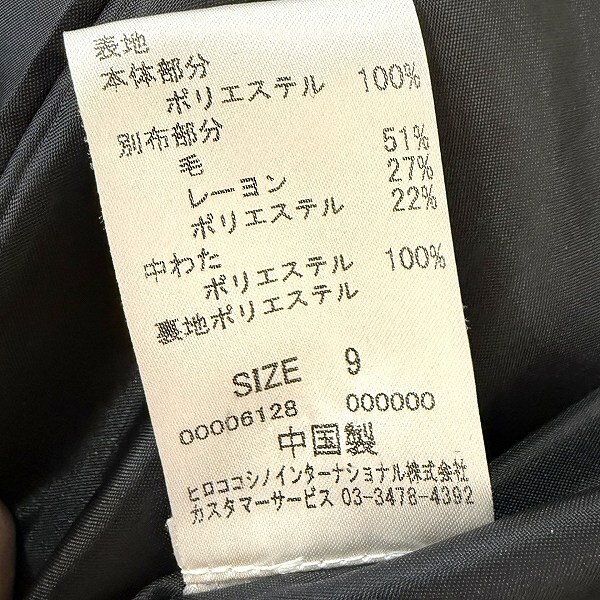 表地
本体部分
ポリエステル 100%
別布部分
毛 51%
レーヨン 27%
ポリエステル 22%
中わた
ポリエステル 100%
裏地ポリエステル
SIZE 9
00006128 000000
中国製
ヒロココシノインターナショナル株式会社
カスタマーサービス 03-3478-4392